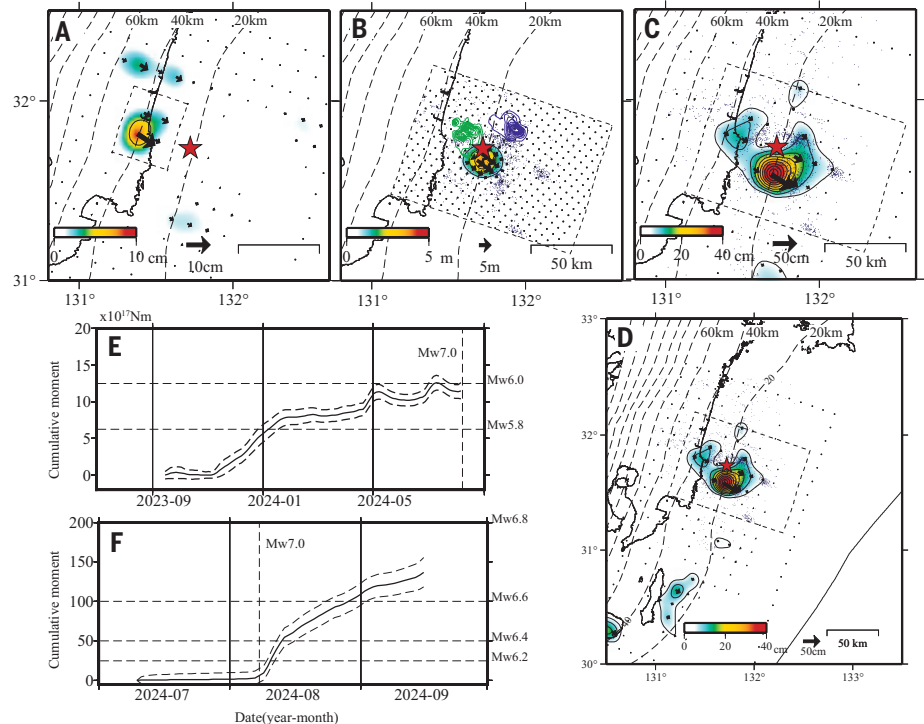 A
60km 40km 20km
32°
31°
0 10 cm
10cm
131° 132°
B
60km 40km 20km
0 5 m
5m
50 km
131° 132°
C
60km 40km 20km
32°
31°
0 20 40 cm
50cm
50 km
131° 132°
E
x10¹⁷Nm
Cumulative moment
20
15
10
5
0
Mw7.0
Mw6.0
Mw5.8
2023-09 2024-01 2024-05
F
Cumulative moment
200
150
100
50
0
Mw7.0
Mw6.8
Mw6.6
Mw6.4
Mw6.2
2024-07 2024-08 2024-09
Date(year-month)
D
60km 40km 20km
33°
32°
31°
30°
20
40
0 20 40 cm
50cm
50 km
131° 132° 133°